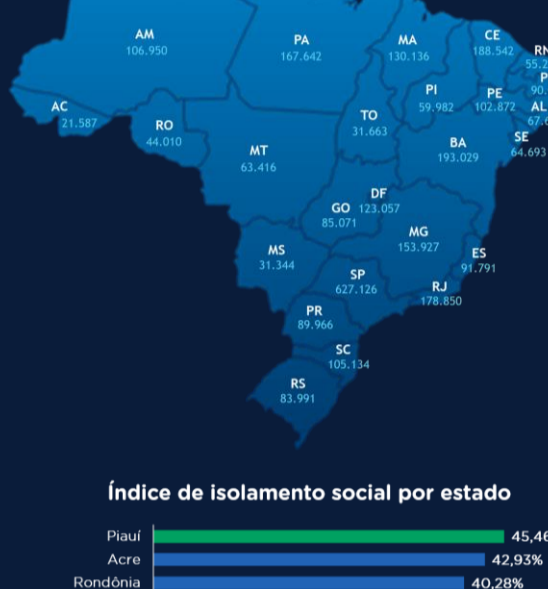 AM
106.950
PA
167.642
MA
130.136
CE
188.542
PI
59.982
PE
102.872
AC
21.587
RO
44.010
TO
31.663
MT
63.416
BA
193.029
AL
SE
64.693
DF
123.057
GO
85.071
MG
153.927
MS
31.344
ES
91.791
SP
627.126
RJ
178.850
PR
89.966
SC
105.134
RS
83.991
Índice de isolamento social por estado
Piauí 45,46
Acre 42,93%
Rondônia 40,28%